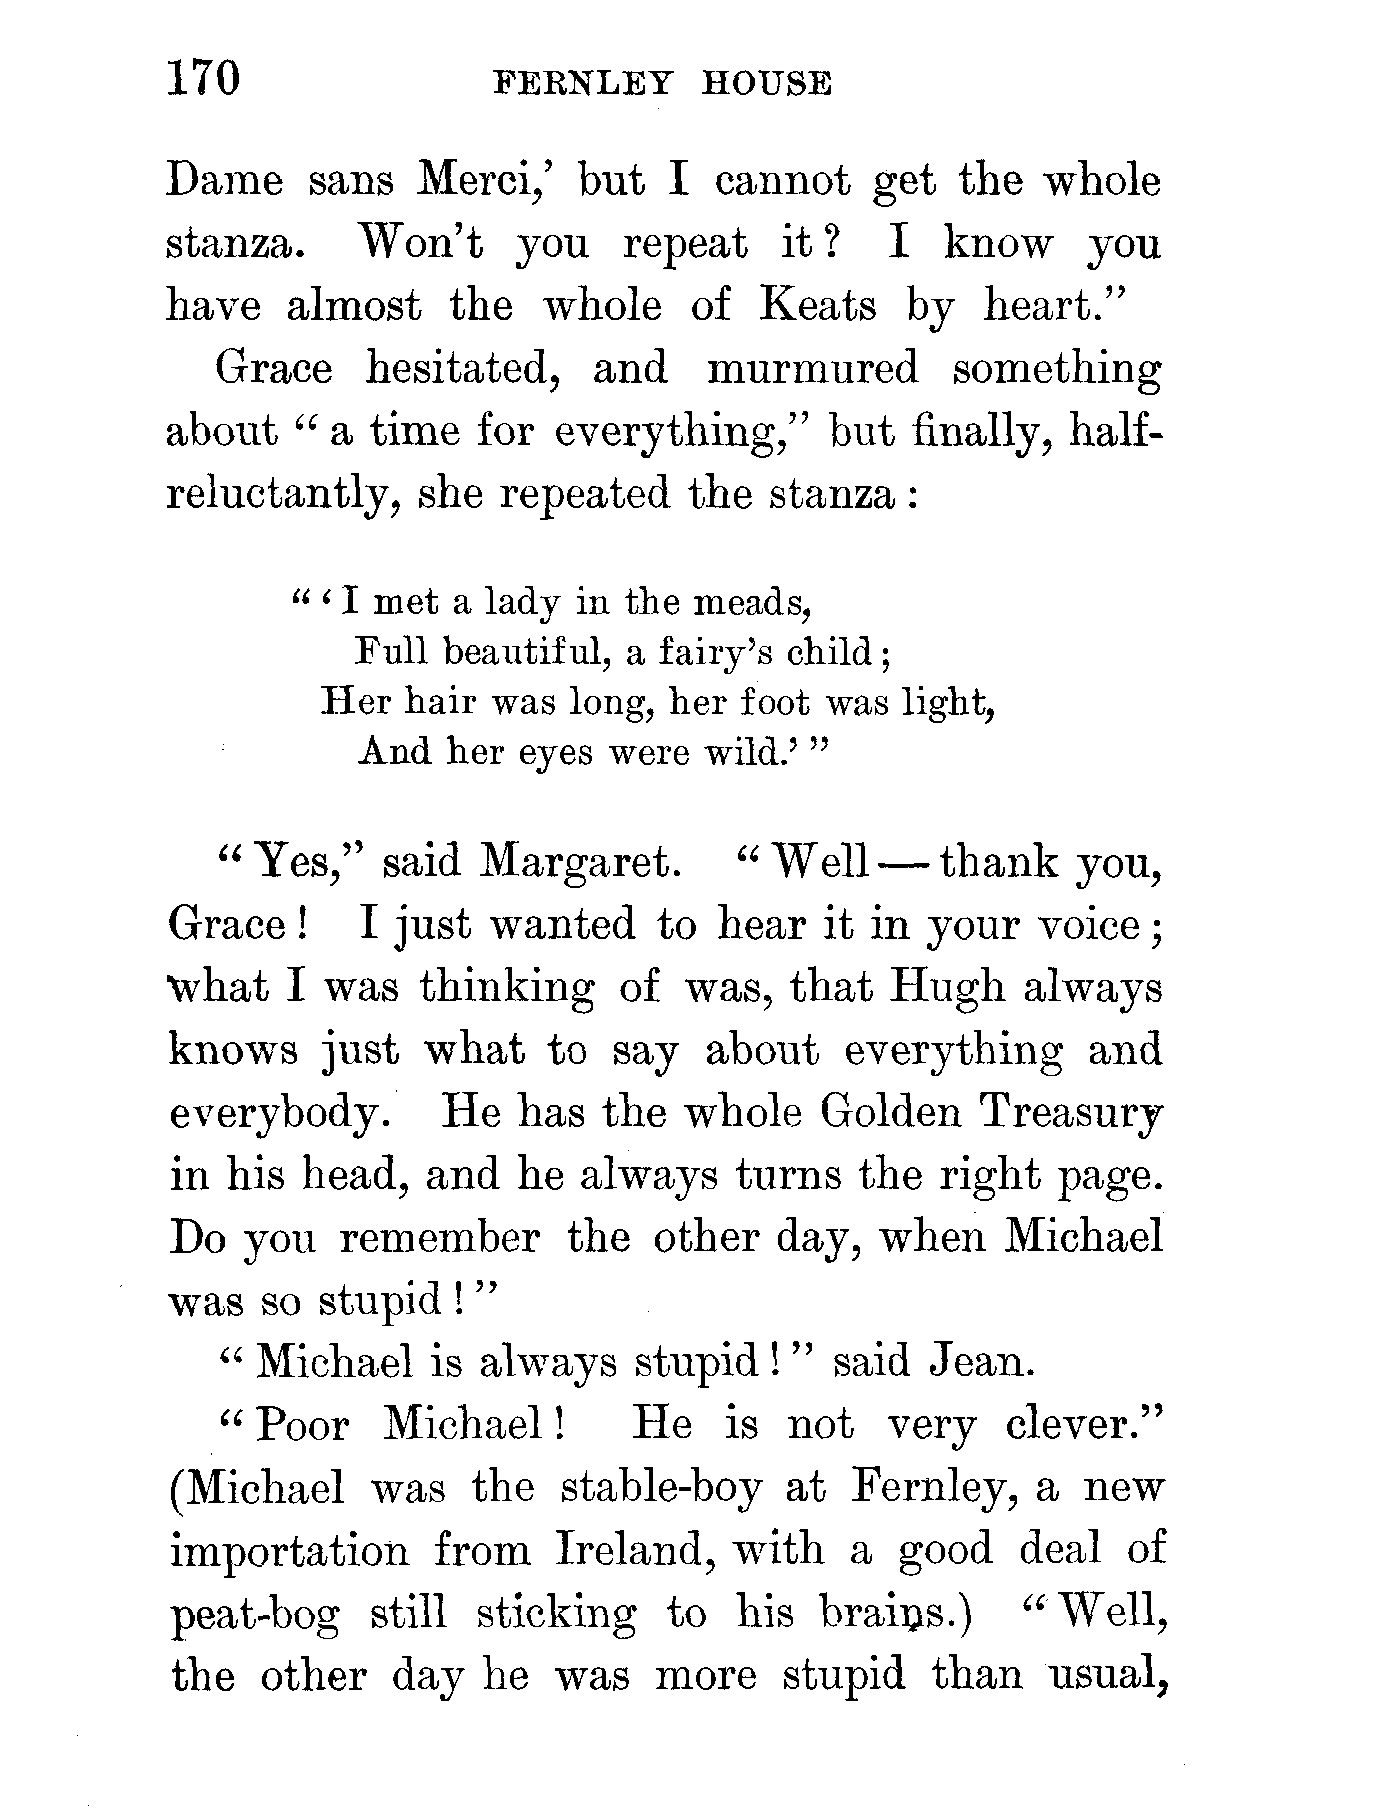 170 FERNLEY HOUSE
Dame sans Merci,’ but I cannot get the whole
stanza. Won’t you repeat it? I know you
have almost the whole of Keats by heart.”
Grace hesitated, and murmured something
about “a time for everything,” but finally, half-
reluctantly, she repeated the stanza:
“‘I met a lady in the meads,
Full beautiful, a fairy’s child;
Her hair was long, her foot was light,
And her eyes were wild.’”
“Yes,” said Margaret. “Well—thank you,
Grace! I just wanted to hear it in your voice;
what I was thinking of was, that Hugh always
knows just what to say about everything and
everybody. He has the whole Golden Treasury
in his head, and he always turns the right page.
Do you remember the other day, when Michael
was so stupid!”
“Michael is always stupid!” said Jean.
“Poor Michael! He is not very clever.”
(Michael was the stable-boy at Fernley, a new
importation from Ireland, with a good deal of
peat-bog still sticking to his brains.) “Well,
the other day he was more stupid than usual,